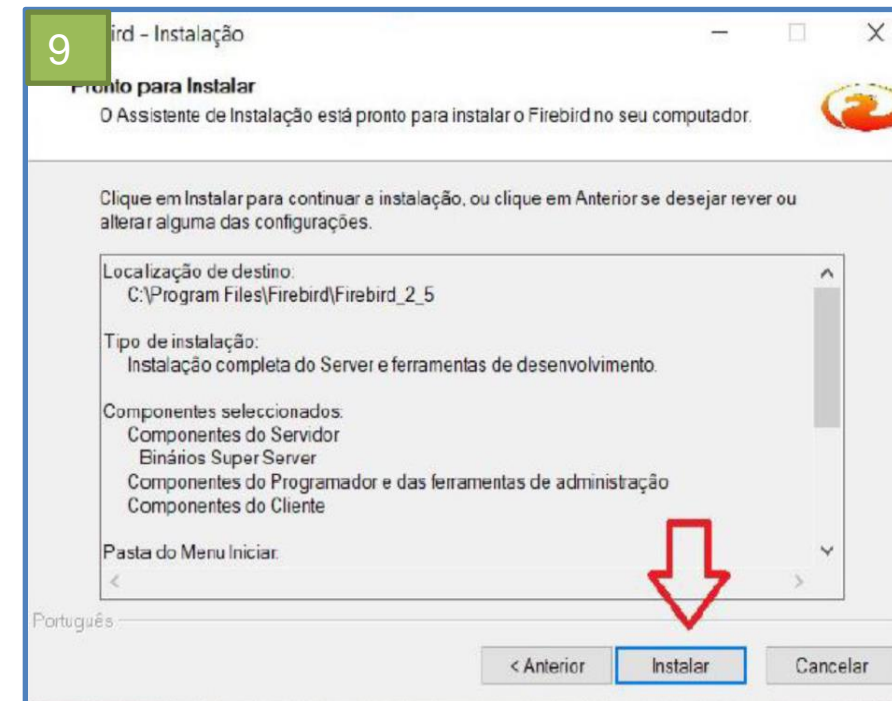 9
ird - Instalação
Pronto para Instalar
O Assistente de Instalação está pronto para instalar o Firebird no seu computador.
Clique em Instalar para continuar a instalação, ou clique em Anterior se desejar rever ou
alterar alguma das configurações.
Localização de destino:
C:\Program Files\Firebird\Firebird_2_5
Tipo de instalação:
Instalação completa do Server e ferramentas de desenvolvimento.
Componentes seleccionados:
Componentes do Servidor
Binários Super Server
Componentes do Programador e das ferramentas de administração
Componentes do Cliente
Pasta do Menu Iniciar:
Português
< Anterior
Instalar
Cancelar